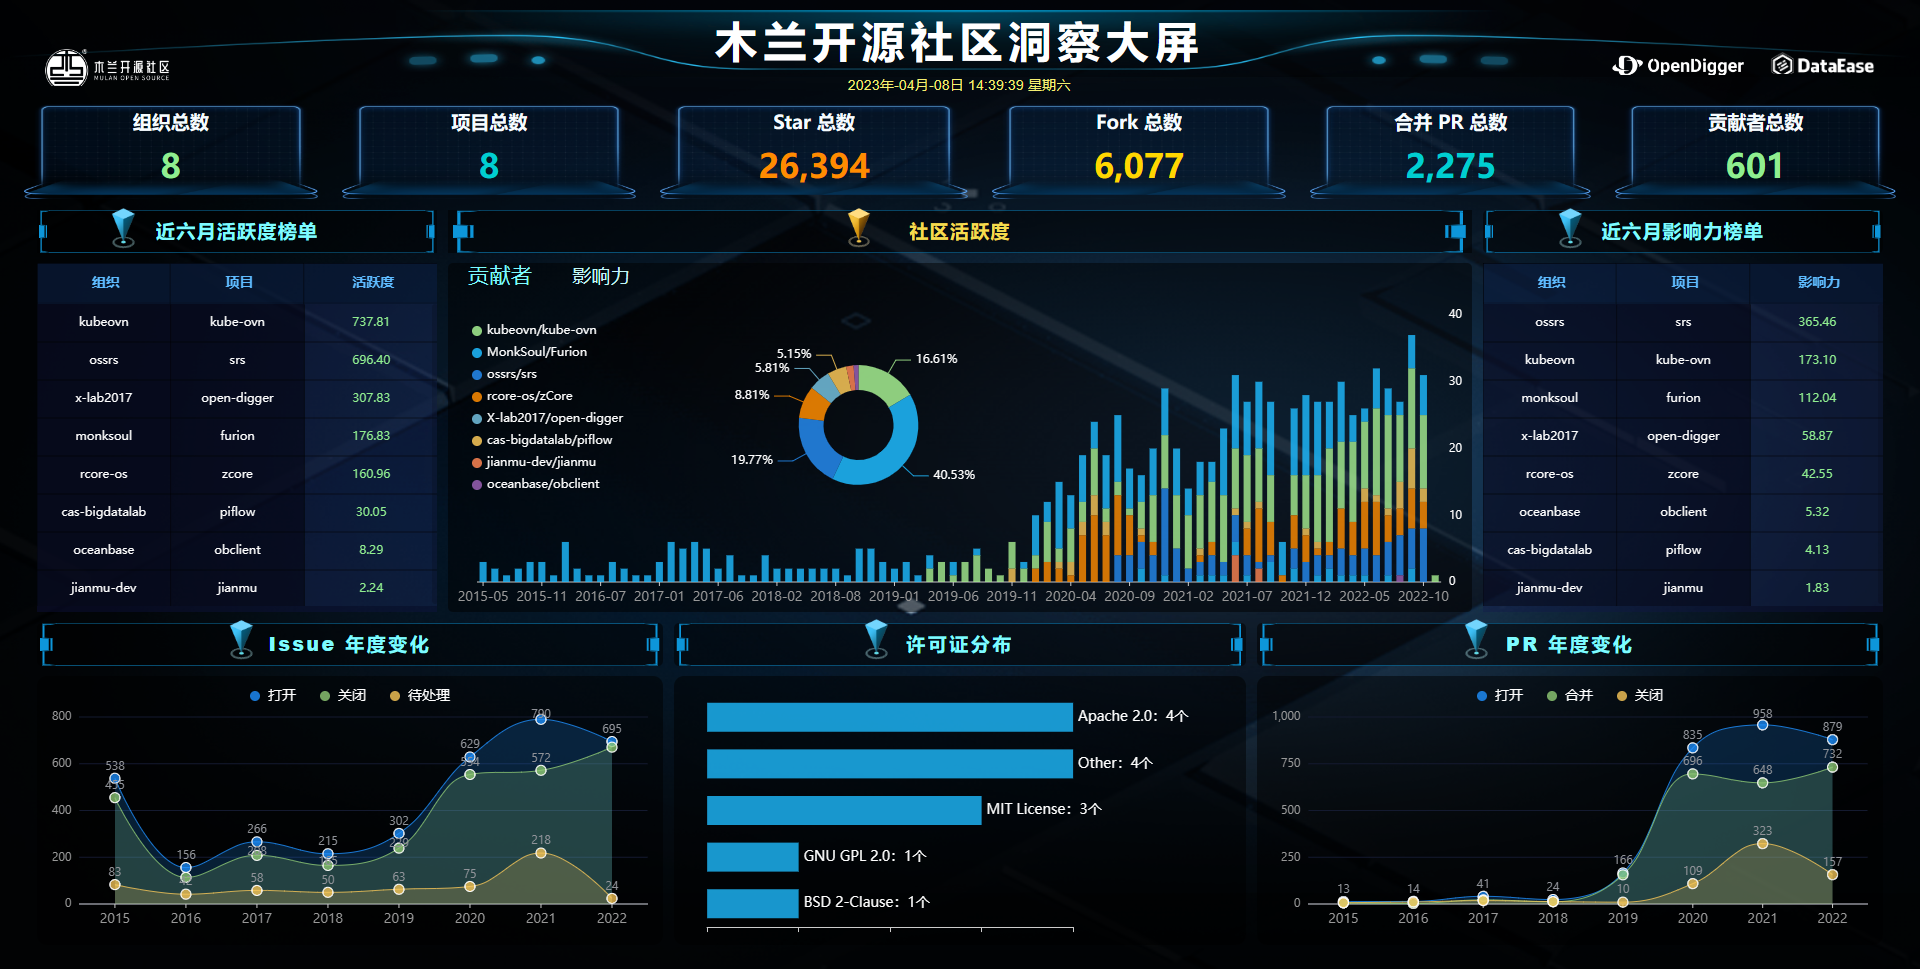 木兰开源社区洞察大屏
木兰开源社区
MULAN OPEN SOURCE
OpenDigger
DataEase
2023年-04月-08日 14:39:39 星期六
组织总数
8
项目总数
8
Star 总数
26,394
Fork 总数
6,077
合并 PR 总数
2,275
贡献者总数
601
近六月活跃度榜单
组织 项目 活跃度
kubeovn kube-ovn 737.81
ossrs srs 696.40
x-lab2017 open-digger 307.83
monksoul furion 176.83
rcore-os zcore 160.96
cas-bigdatalab piflow 30.05
oceanbase obclient 8.29
jianmu-dev jianmu 2.24
社区活跃度
贡献者 影响力
kubeovn/kube-ovn
MonkSoul/Furion
ossrs/srs
rcore-os/zCore
X-lab2017/open-digger
cas-bigdatalab/piflow
jianmu-dev/jianmu
oceanbase/obclient
5.15%
5.81%
8.81%
19.77%
16.61%
40.53%
40
30
20
10
0
2015-05 2015-11 2016-07 2017-01 2017-06 2018-02 2018-08 2019-01 2019-06 2019-11 2020-04 2020-09 2021-02 2021-07 2021-12 2022-05 2022-10
近六月影响力榜单
组织 项目 影响力
ossrs srs 365.46
kubeovn kube-ovn 173.10
monksoul furion 112.04
x-lab2017 open-digger 58.87
rcore-os zcore 42.55
oceanbase obclient 5.32
cas-bigdatalab piflow 4.13
jianmu-dev jianmu 1.83
Issue 年度变化
打开 关闭 待处理
800
600
400
200
0
538
455
83
156
42
266
208
58
215
50
302
63
629
554
75
790
572
218
695
24
2015 2016 2017 2018 2019 2020 2021 2022
许可证分布
Apache 2.0：4个
Other：4个
MIT License：3个
GNU GPL 2.0：1个
BSD 2-Clause：1个
PR 年度变化
打开 合并 关闭
1,000
750
500
250
0
13
14
41
24
166
10
835
696
109
958
648
323
879
732
157
2015 2016 2017 2018 2019 2020 2021 2022